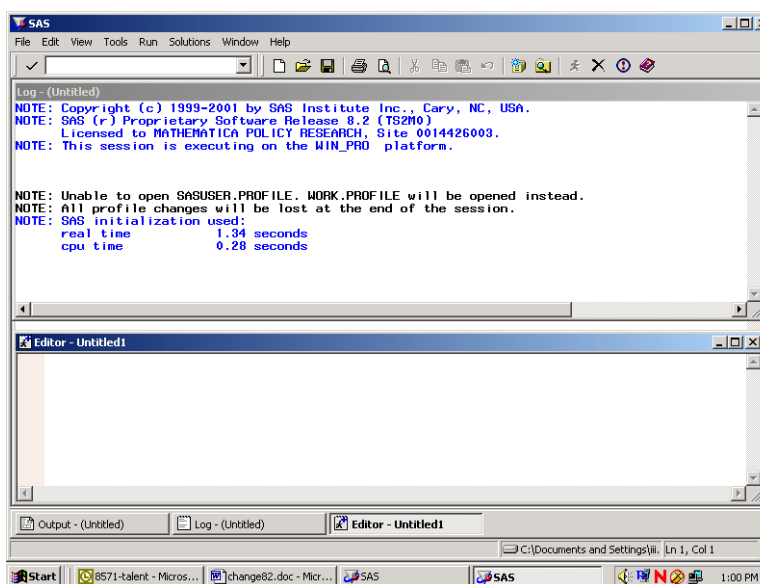 SAS
File Edit View Tools Run Solutions Window Help
Log - (Untitled)
NOTE: Copyright (c) 1999-2001 by SAS Institute Inc., Cary, NC, USA.
NOTE: SAS (r) Proprietary Software Release 8.2 (TS2M0)
Licensed to MATHEMATICA POLICY RESEARCH, Site 0014426003.
NOTE: This session is executing on the WIN_PRO platform.
NOTE: Unable to open SASUSER.PROFILE. WORK.PROFILE will be opened instead.
NOTE: All profile changes will be lost at the end of the session.
NOTE: SAS initialization used:
real time 1.34 seconds
cpu time 0.28 seconds
Editor - Untitled1
Output - (Untitled) Log - (Untitled) Editor - Untitled1
C:\Documents and Settings\iii. Ln 1, Col 1
Start 8571-talent - Micros... change82.doc - Micr... SAS SAS 1:00 PM